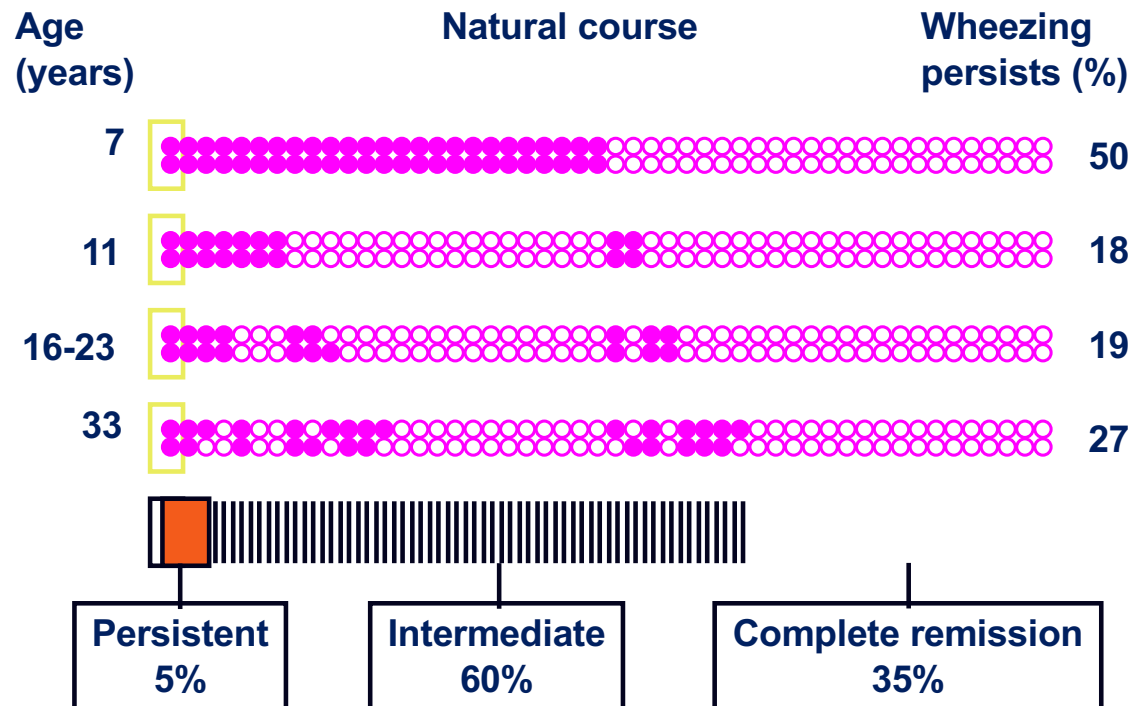 Age
(years)
Natural course
Wheezing
persists (%)
7
50
11
18
16-23
19
33
27
Persistent
5%
Intermediate
60%
Complete remission
35%